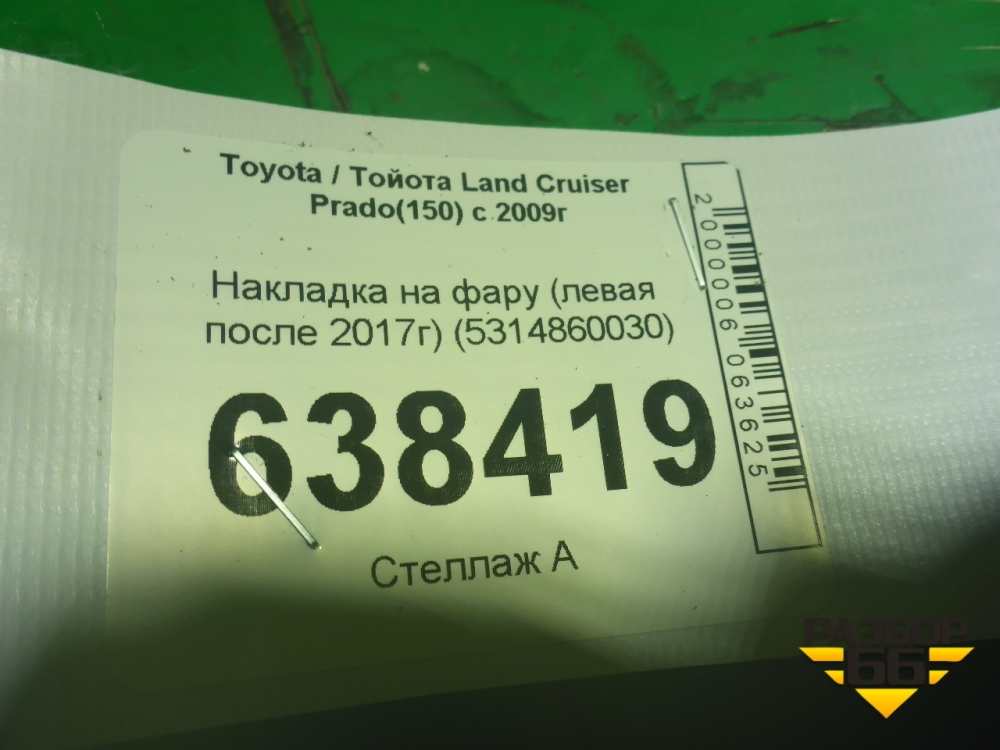 Toyota / Тойота Land Cruiser
Prado(150) с 2009г
Накладка на фару (левая
после 2017г) (5314860030)
638419
Стеллаж А
2000006063625
РАЗБОР
66